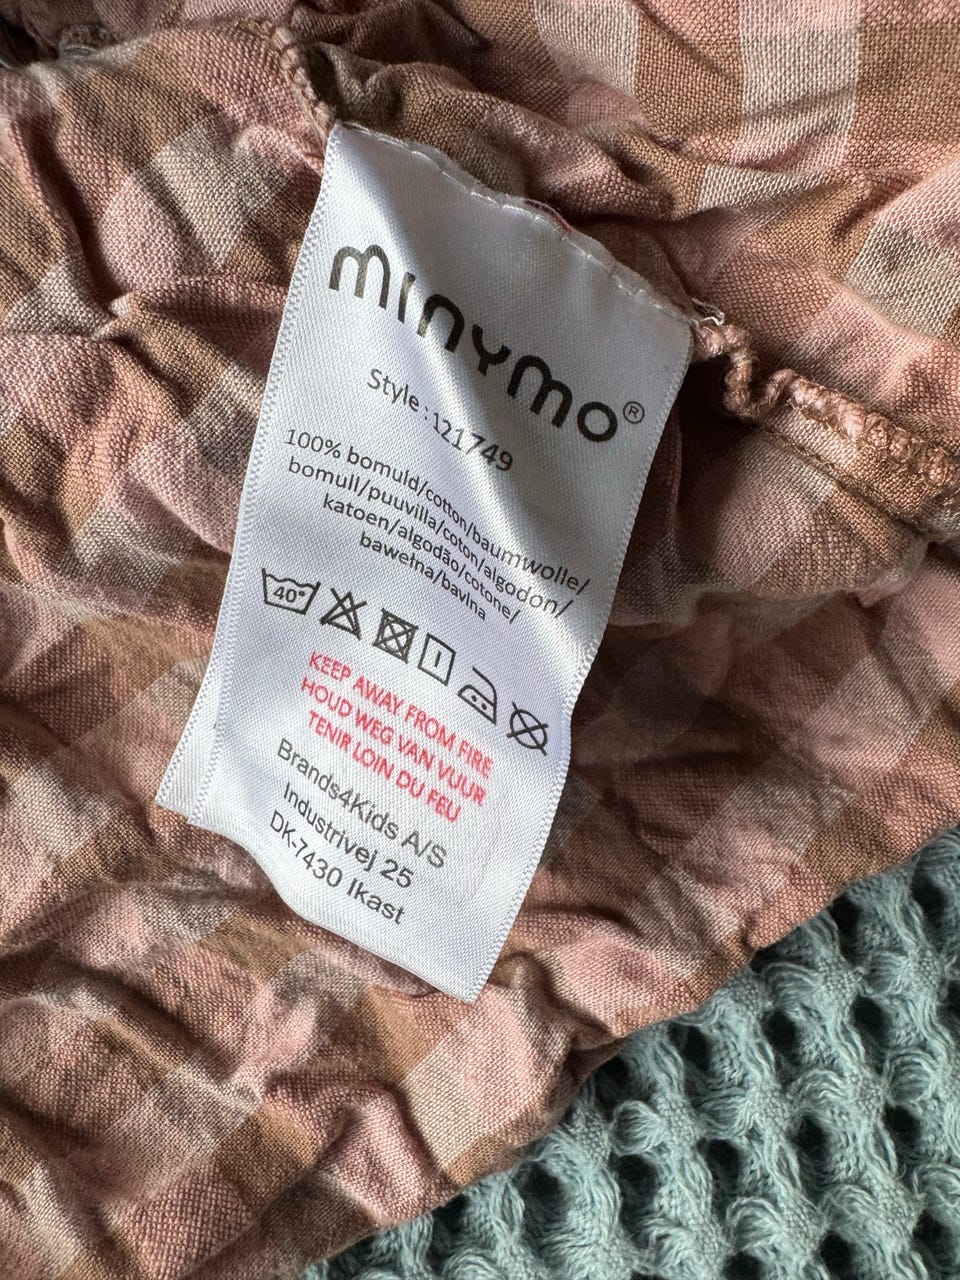 minymo®
Style : 121749
100% bomuld/cotton/baumwolle/
bomull/puuvilla/coton/algodon/
katoen/algodão/cotone/
bawełna/bavlna
40°
KEEP AWAY FROM FIRE
HOUD WEG VAN VUUR
TENIR LOIN DU FEU
Brands4Kids A/S
Industrivej 25
DK-7430 Ikast